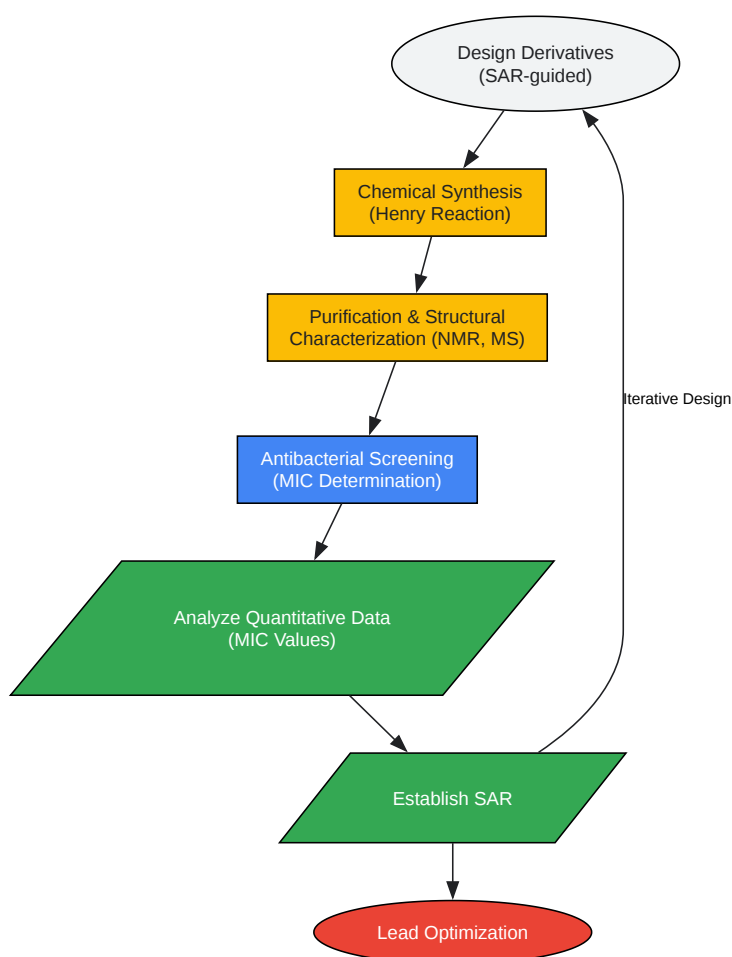 Design Derivatives
(SAR-guided)
Chemical Synthesis
(Henry Reaction)
Purification & Structural
Characterization (NMR, MS)
Iterative Design
Antibacterial Screening
(MIC Determination)
Analyze Quantitative Data
(MIC Values)
Establish SAR
Lead Optimization